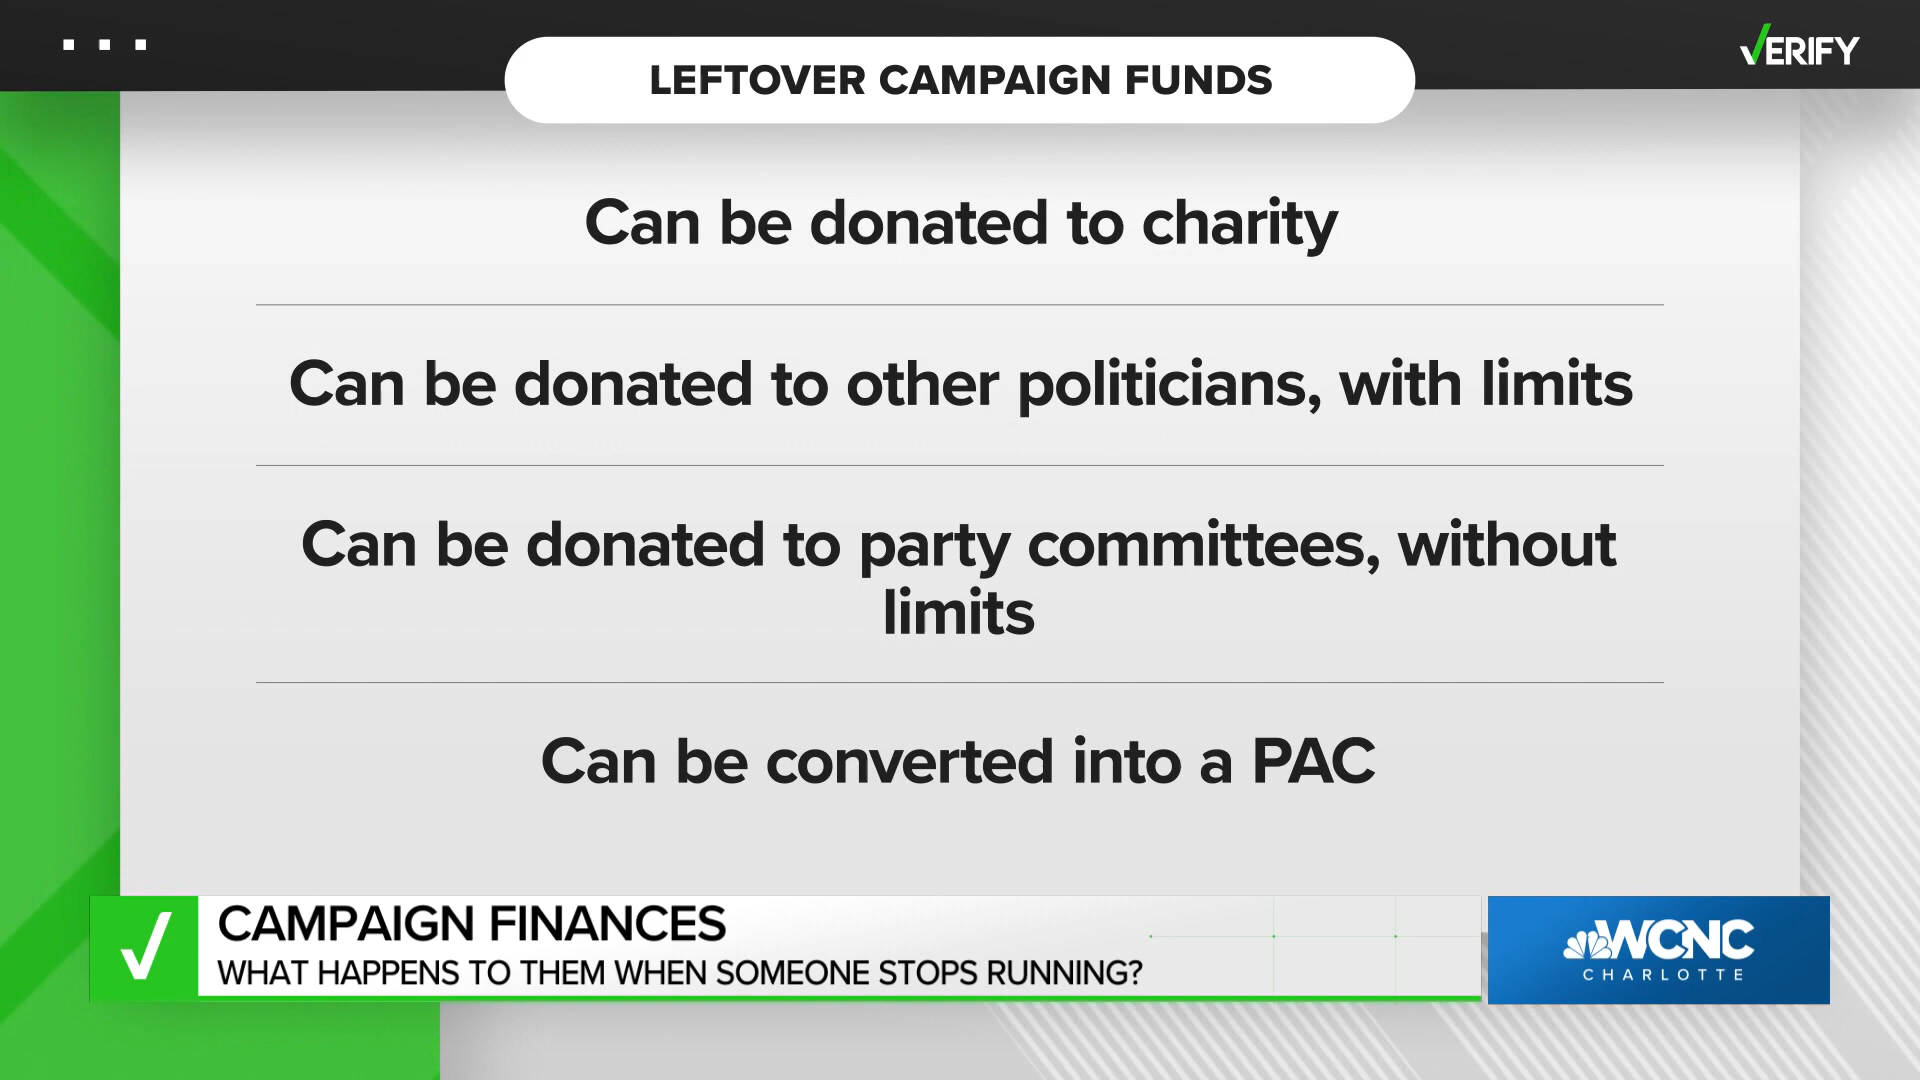 VERIFY
LEFTOVER CAMPAIGN FUNDS
Can be donated to charity
Can be donated to other politicians, with limits
Can be donated to party committees, without
limits
Can be converted into a PAC
CAMPAIGN FINANCES
WHAT HAPPENS TO THEM WHEN SOMEONE STOPS RUNNING?
WCNC
CHARLOTTE